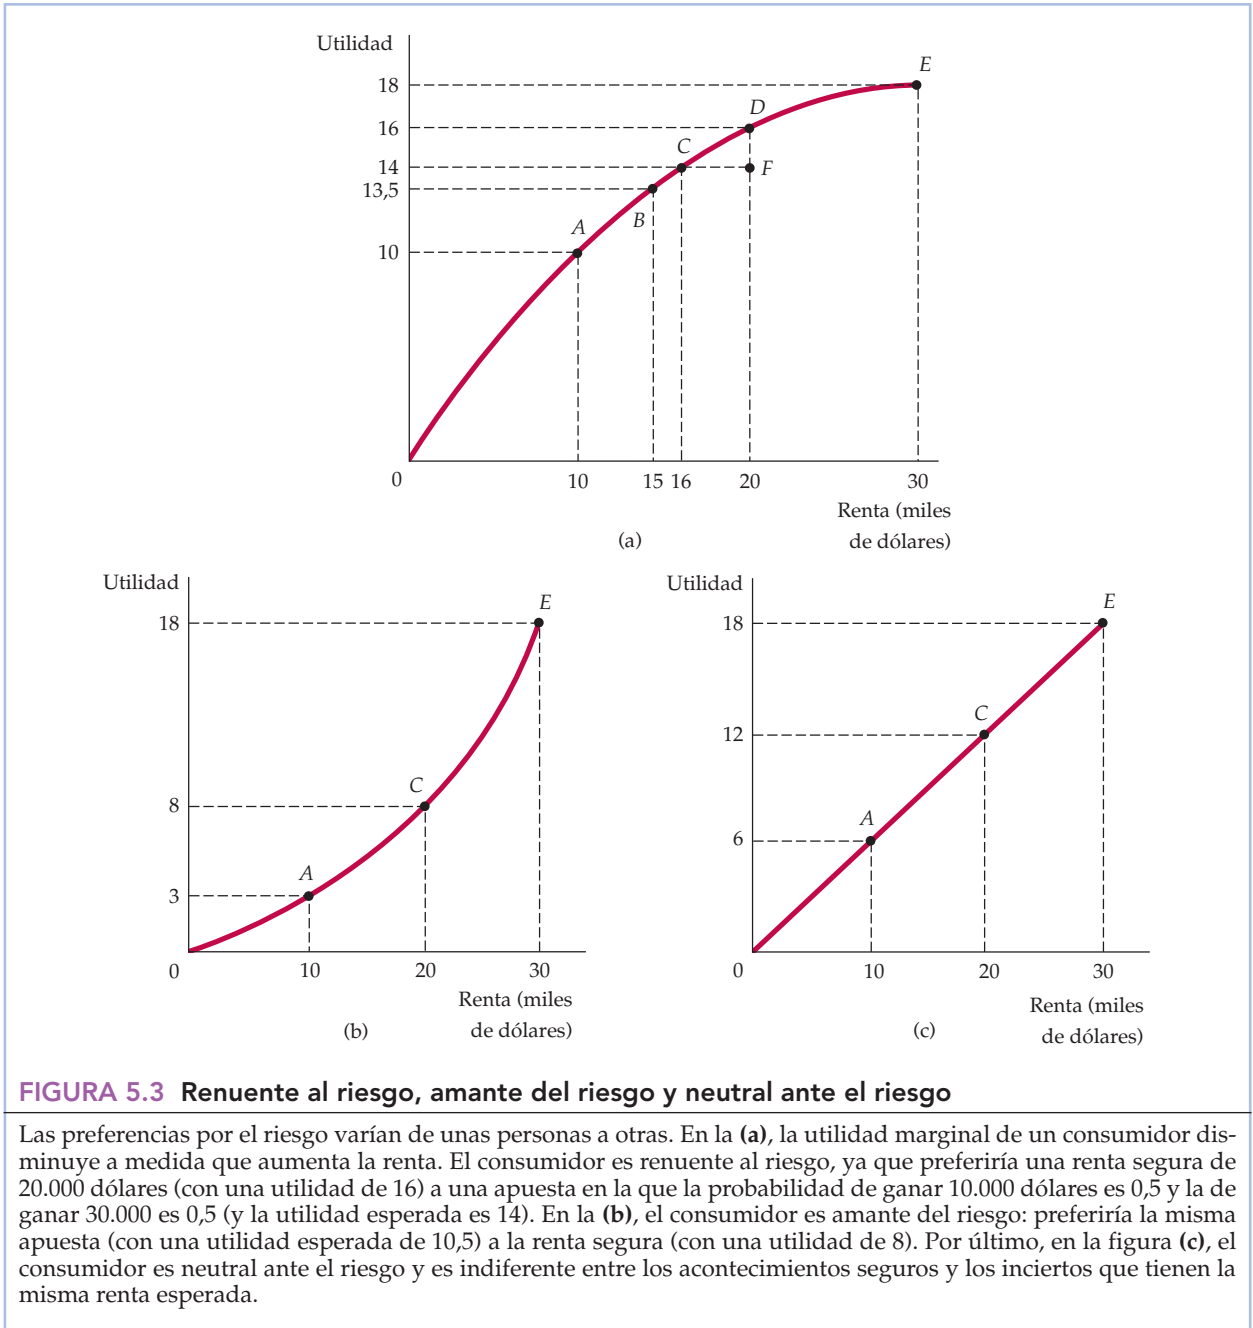 Utilidad
18
16
14
13,5
10
0
A
B
C
D
F
E
10
15 16
20
30
Renta (miles
de dólares)
(a)
Utilidad
18
8
3
0
A
C
E
10
20
30
Renta (miles
de dólares)
(b)
Utilidad
18
12
6
0
A
C
E
10
20
30
Renta (miles
de dólares)
(c)
FIGURA 5.3 Renuente al riesgo, amante del riesgo y neutral ante el riesgo
Las preferencias por el riesgo varían de unas personas a otras. En la (a), la utilidad marginal de un consumidor dis-
minuye a medida que aumenta la renta. El consumidor es renuente al riesgo, ya que preferiría una renta segura de
20.000 dólares (con una utilidad de 16) a una apuesta en la que la probabilidad de ganar 10.000 dólares es 0,5 y la de
ganar 30.000 es 0,5 (y la utilidad esperada es 14). En la (b), el consumidor es amante del riesgo: preferiría la misma
apuesta (con una utilidad esperada de 10,5) a la renta segura (con una utilidad de 8). Por último, en la figura (c), el
consumidor es neutral ante el riesgo y es indiferente entre los acontecimientos seguros y los inciertos que tienen la
misma renta esperada.